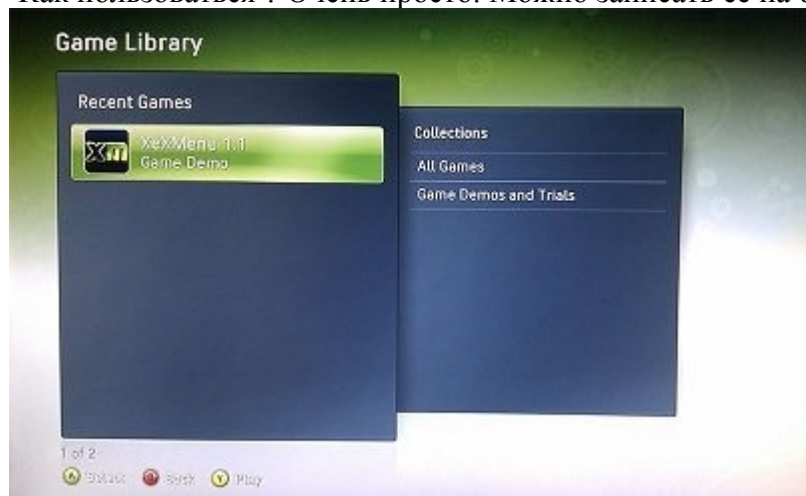 Как пользоваться ? Очень просто. Можно записать ее на
Game Library
Recent Games
XeXMenu 1.1
Game Demo
Collections
All Games
Game Demos and Trials
1 of 2
Select Back Play